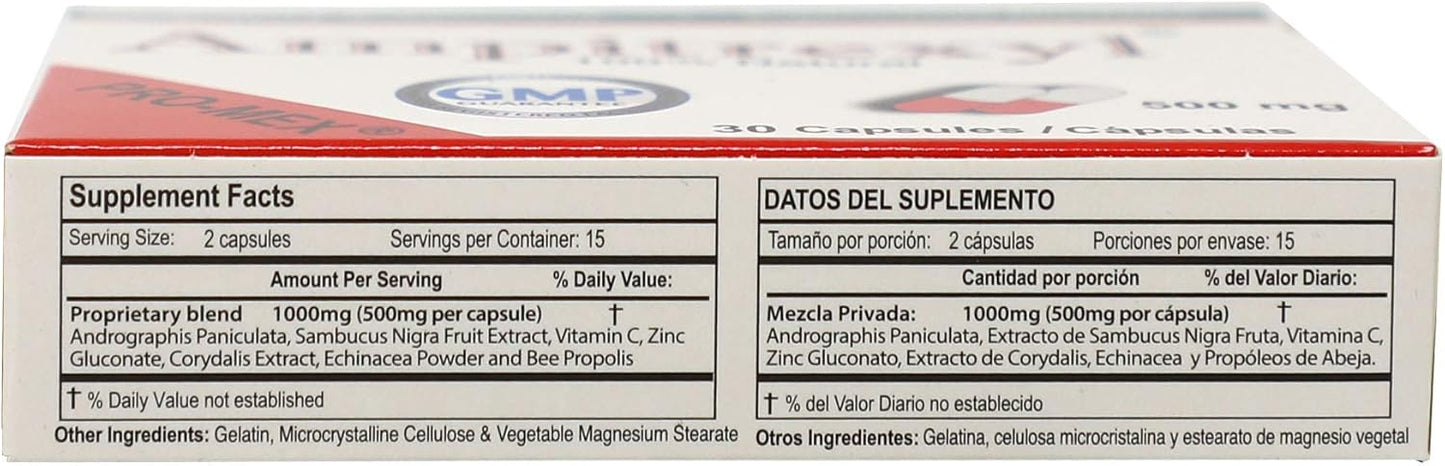 Ampitrexyl®
100% Natural
PRO-MEX®
GMP
GUARANTEE
500 mg
30 Capsules / Cápsulas
Supplement Facts
Serving Size: 2 capsules Servings per Container: 15
Amount Per Serving % Daily Value:
Proprietary blend 1000mg (500mg per capsule) †
Andrographis Paniculata, Sambucus Nigra Fruit Extract, Vitamin C, Zinc
Gluconate, Corydalis Extract, Echinacea Powder and Bee Propolis
† % Daily Value not established
Other Ingredients: Gelatin, Microcrystalline Cellulose & Vegetable Magnesium Stearate
DATOS DEL SUPLEMENTO
Tamaño por porción: 2 cápsulas Porciones por envase: 15
Cantidad por porción % del Valor Diario:
Mezcla Privada: 1000mg (500mg por cápsula) †
Andrographis Paniculata, Extracto de Sambucus Nigra Fruta, Vitamina C,
Zinc Gluconato, Extracto de Corydalis, Echinacea y Propóleos de Abeja.
† % del Valor Diario no establecido
Otros Ingredientes: Gelatina, celulosa microcristalina y estearato de magnesio vegetal